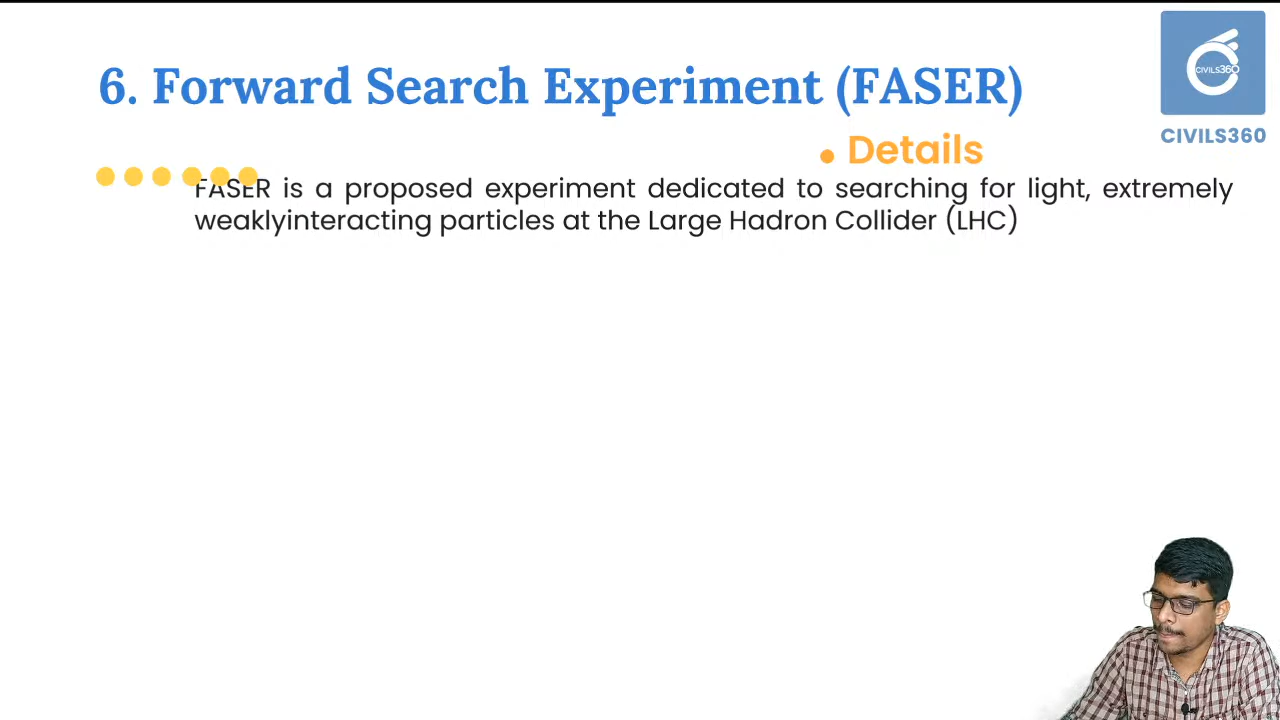 6. Forward Search Experiment (FASER)
CIVILS360
CIVILS360
• Details
FASER is a proposed experiment dedicated to searching for light, extremely
weaklyinteracting particles at the Large Hadron Collider (LHC)